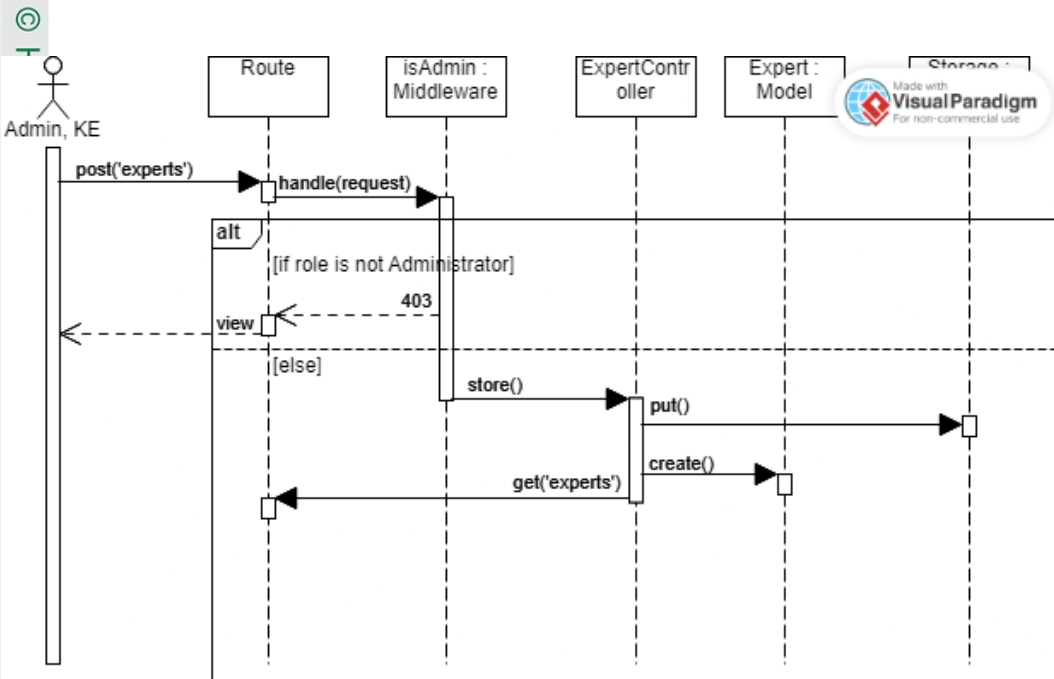 ©
Route
isAdmin :
Middleware
ExpertContr
oller
Expert :
Model
Storage :
Made with
Visual Paradigm
For non-commercial use
Admin, KE
post('experts')
handle(request)
alt
[if role is not Administrator]
403
view
[else]
store()
put()
create()
get('experts')